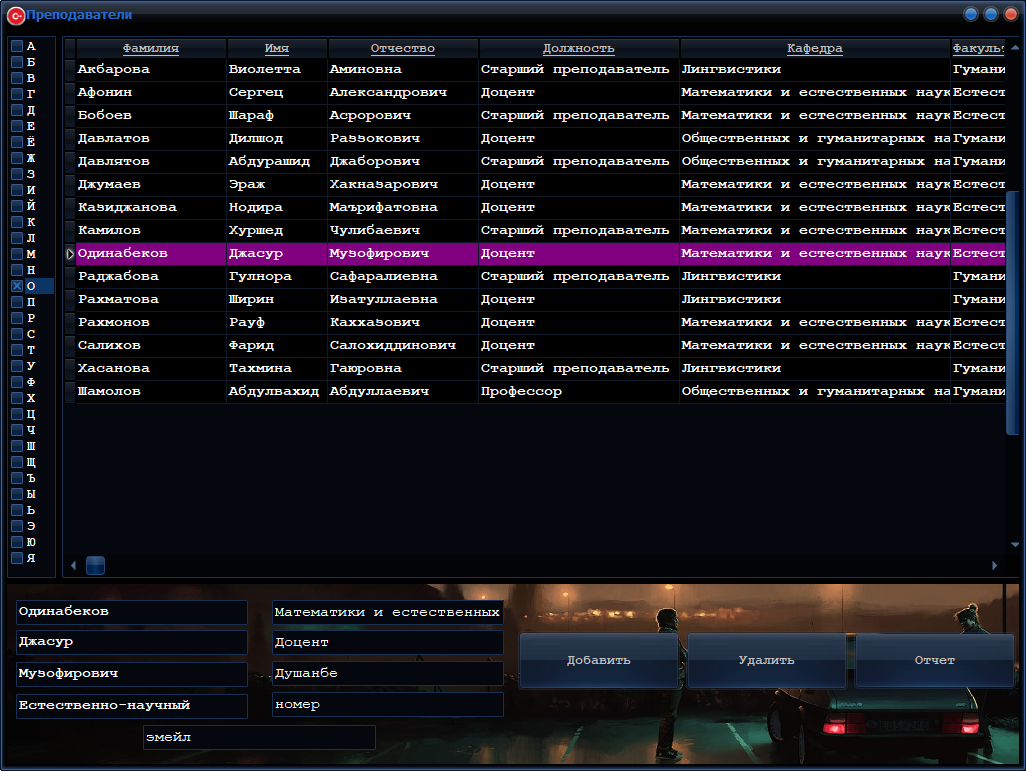 Преподаватели
А
Б
В
Г
Д
Е
Ё
Ж
З
И
Й
К
Л
М
Н
О
П
Р
С
Т
У
Ф
Х
Ц
Ч
Ш
Щ
Ъ
Ы
Ь
Э
Ю
Я
Фамилия Имя Отчество Должность Кафедра Факульт
Акбарова Виолетта Аминовна Старший преподаватель Лингвистики Гумани
Афонин Сергец Александрович Доцент Математики и естественных наук Естест
Бобоев Шараф Асророви​ч Старший преподаватель Математики и естественных наук Естест
Давлатов Дилшод Раззокович Доцент Общественных и гуманитарных на Гумани
Давлятов Абдурашид Джаборович Старший преподаватель Общественных и гуманитарных на Гумани
Джумаев Эраж Хакназарович Доцент Математики и естественных наук Естест
Казиджанова Нодира Маърифатовна Доцент Математики и естественных наук Естест
Камилов Хуршед Чулибаевич Старший преподаватель Математики и естественных наук Естест
Одинабеков Джасур Музофирович Доцент Математики и естественных наук Естест
Раджабова Гулнора Сафаралиевна Старший преподаватель Лингвистики Гумани
Рахматова Ширин Изатуллаевна Доцент Лингвистики Гумани
Рахмонов Рауф Каххазович Доцент Математики и естественных наук Естест
Салихов Фарид Салохиддинович Доцент Математики и естественных наук Естест
Хасанова Тахмина Гаюровна Старший преподаватель Лингвистики Гумани
Шамолов Абдулвахид Абдуллаевич Профессор Общественных и гуманитарных на Гумани
Одинабеков
Джасур
Музофирович
Естественно-научный
Математики и естественных
Доцент
Душанбе
номер
эмейл
Добавить
Удалить
Отчет